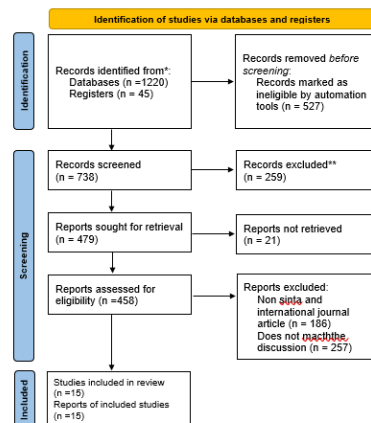 Identification of studies via databases and registers
Identification
Records identified from*:
Databases (n =1220)
Registers (n = 45)
Records removed before
screening:
Records marked as
ineligible by automation
tools (n = 527)
Screening
Records screened
(n = 738)
Records excluded**
(n = 259)
Reports sought for retrieval
(n = 479)
Reports not retrieved
(n = 21)
Reports assessed for
eligibility (n =458)
Reports excluded:
Non sinta and
international journal
article (n = 186)
Does not macththe
discussion (n = 257)
Included
Studies included in review
(n =15)
Reports of included studies
(n =15)